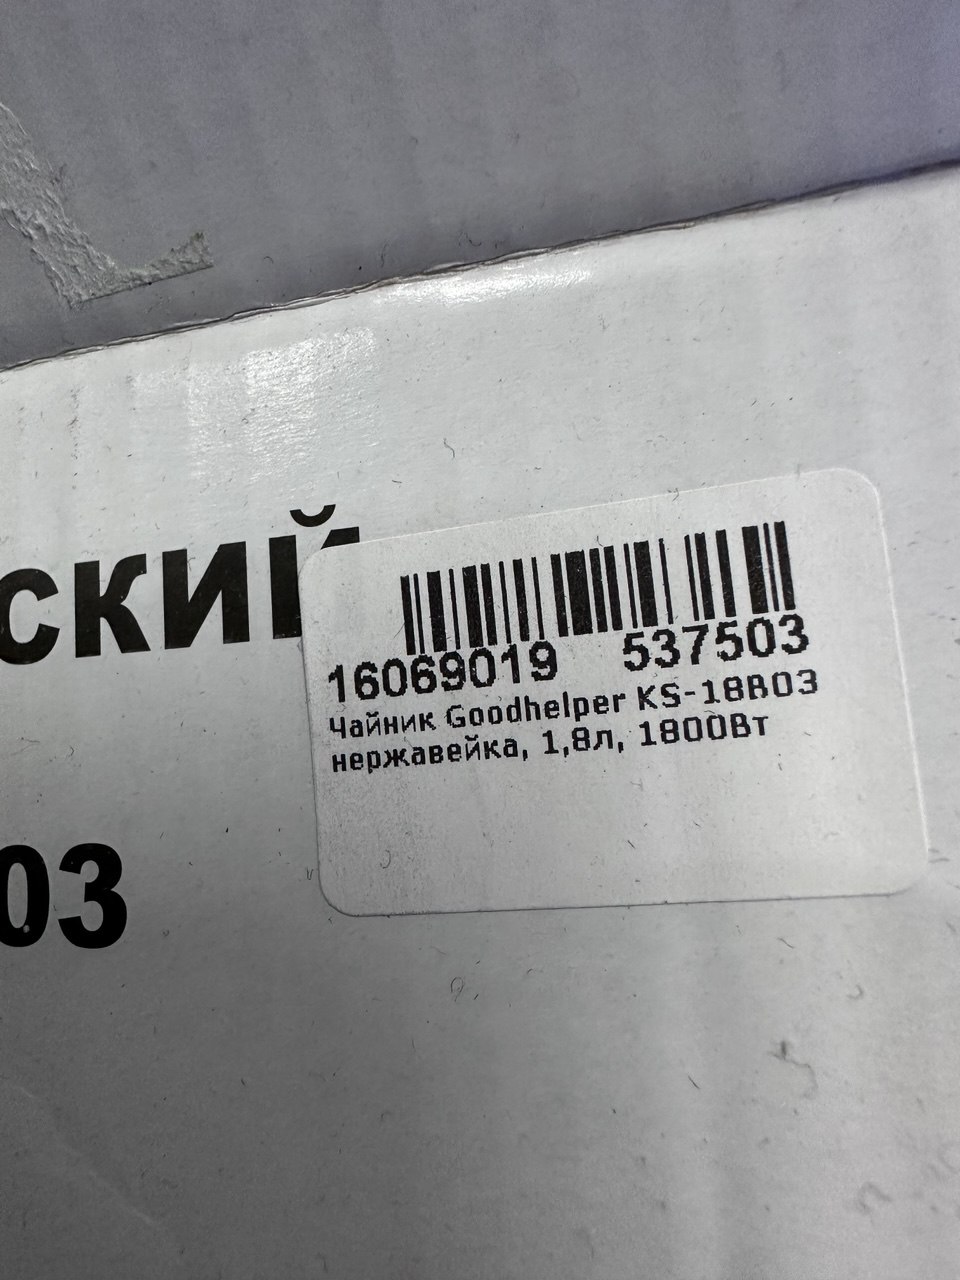 ский
16069019 537503
Чайник Goodhelper KS-18B03
нержавейка, 1,8л, 1800Вт
03